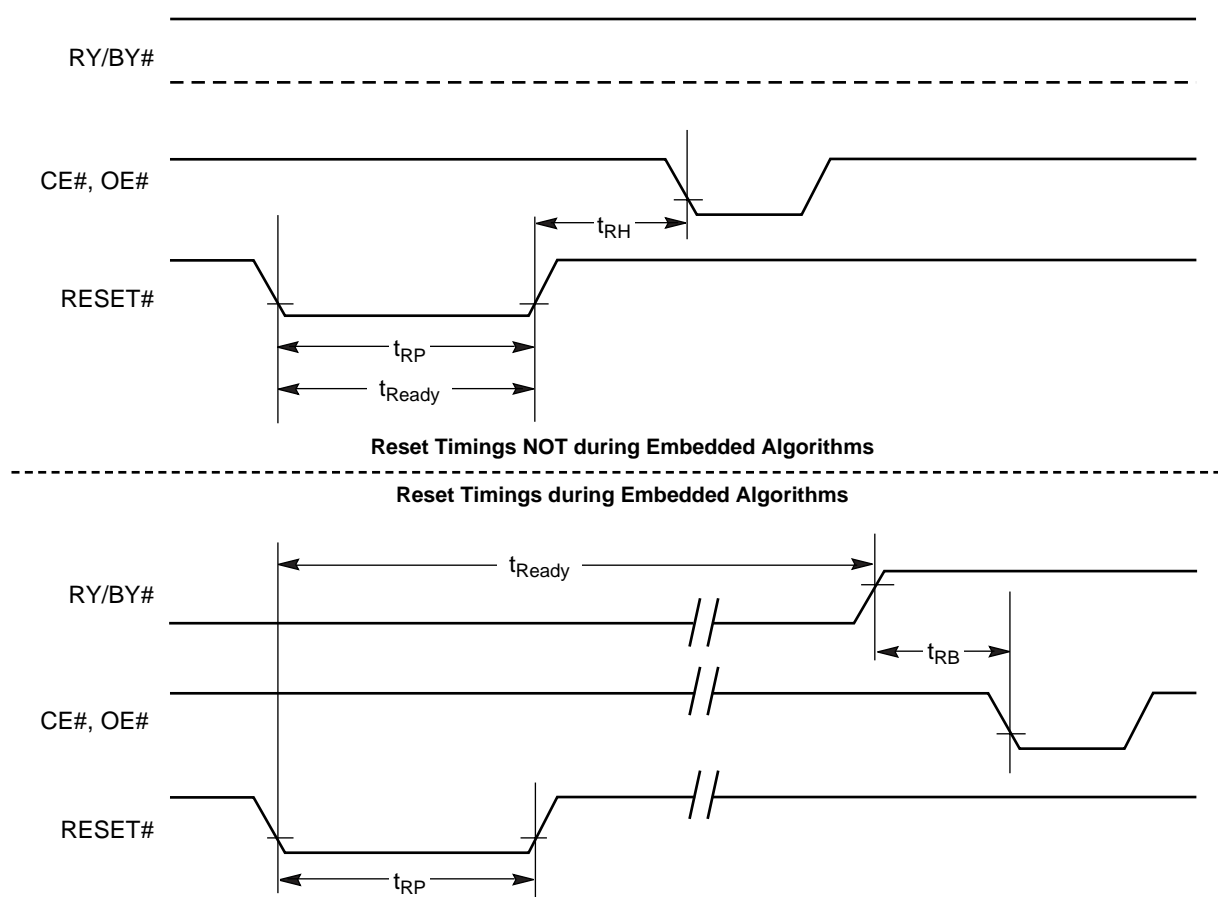 RY/BY#
CE#, OE#
tRH
RESET#
tRP
tReady
Reset Timings NOT during Embedded Algorithms
Reset Timings during Embedded Algorithms
tReady
RY/BY#
tRB
CE#, OE#
RESET#
tRP